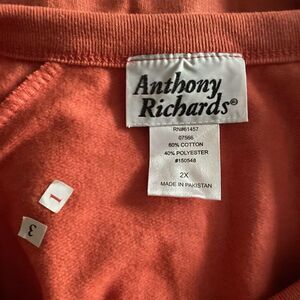 Anthony
Richards®
RN#61457
07566
60% COTTON
40% POLYESTER
#150548
2X
MADE IN PAKISTAN
1
3